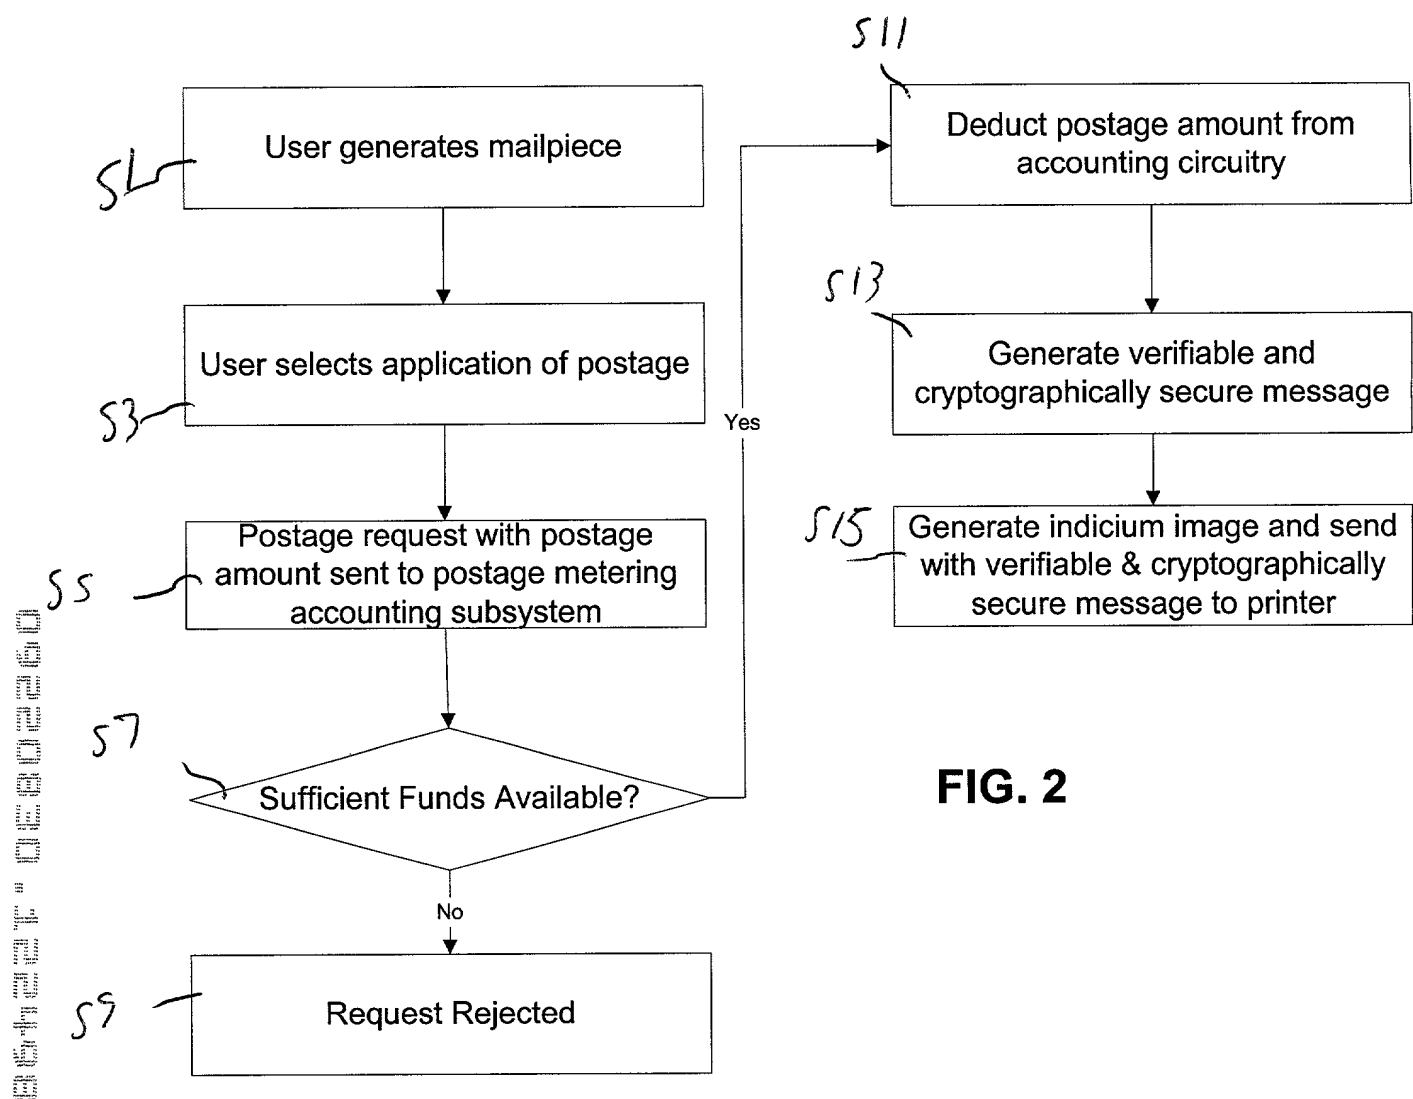 S1
User generates mailpiece
S3
User selects application of postage
S5
Postage request with postage
amount sent to postage metering
accounting subsystem
S7
Sufficient Funds Available?
No
S9
Request Rejected
Yes
S11
Deduct postage amount from
accounting circuitry
S13
Generate verifiable and
cryptographically secure message
S15
Generate indicium image and send
with verifiable & cryptographically
secure message to printer
FIG. 2